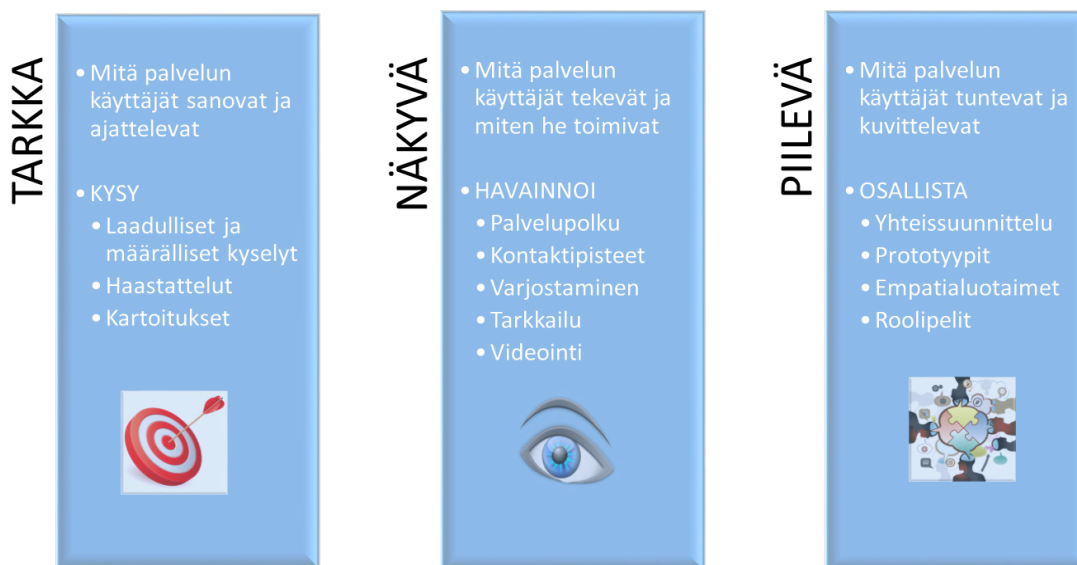 TARKKA
• Mitä palvelun
käyttäjät sanovat ja
ajattelevat
• KYSY
• Laadulliset ja
määrälliset kyselyt
• Haastattelut
• Kartoitukset
NÄKYVÄ
• Mitä palvelun
käyttäjät tekevät ja
miten he toimivat
• HAVAINNOI
• Palvelupolku
• Kontaktipisteet
• Varjostaminen
• Tarkkailu
• Videointi
PIILEVÄ
• Mitä palvelun
käyttäjät tuntevat ja
kuvittelevat
• OSALLISTA
• Yhteissuunnittelu
• Prototyypit
• Empatialuotaimet
• Roolipelit